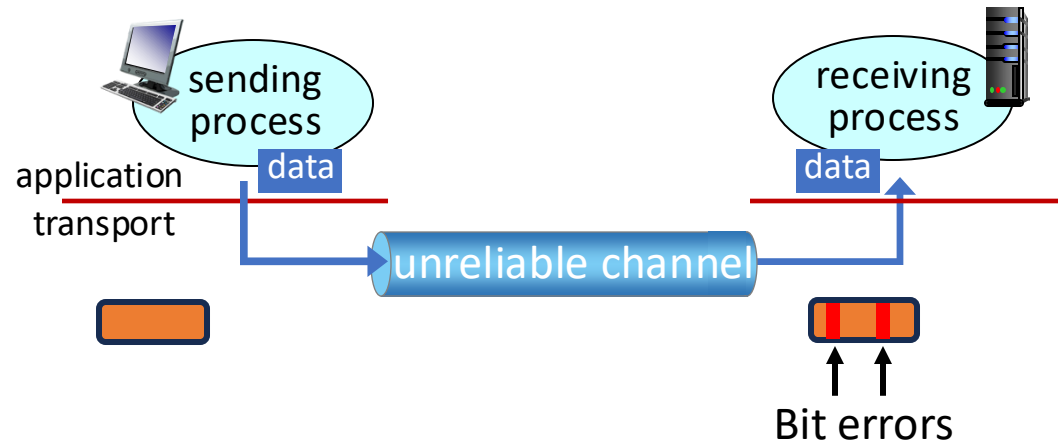 sending
process
data
application
transport
receiving
process
data
unreliable channel
Bit errors